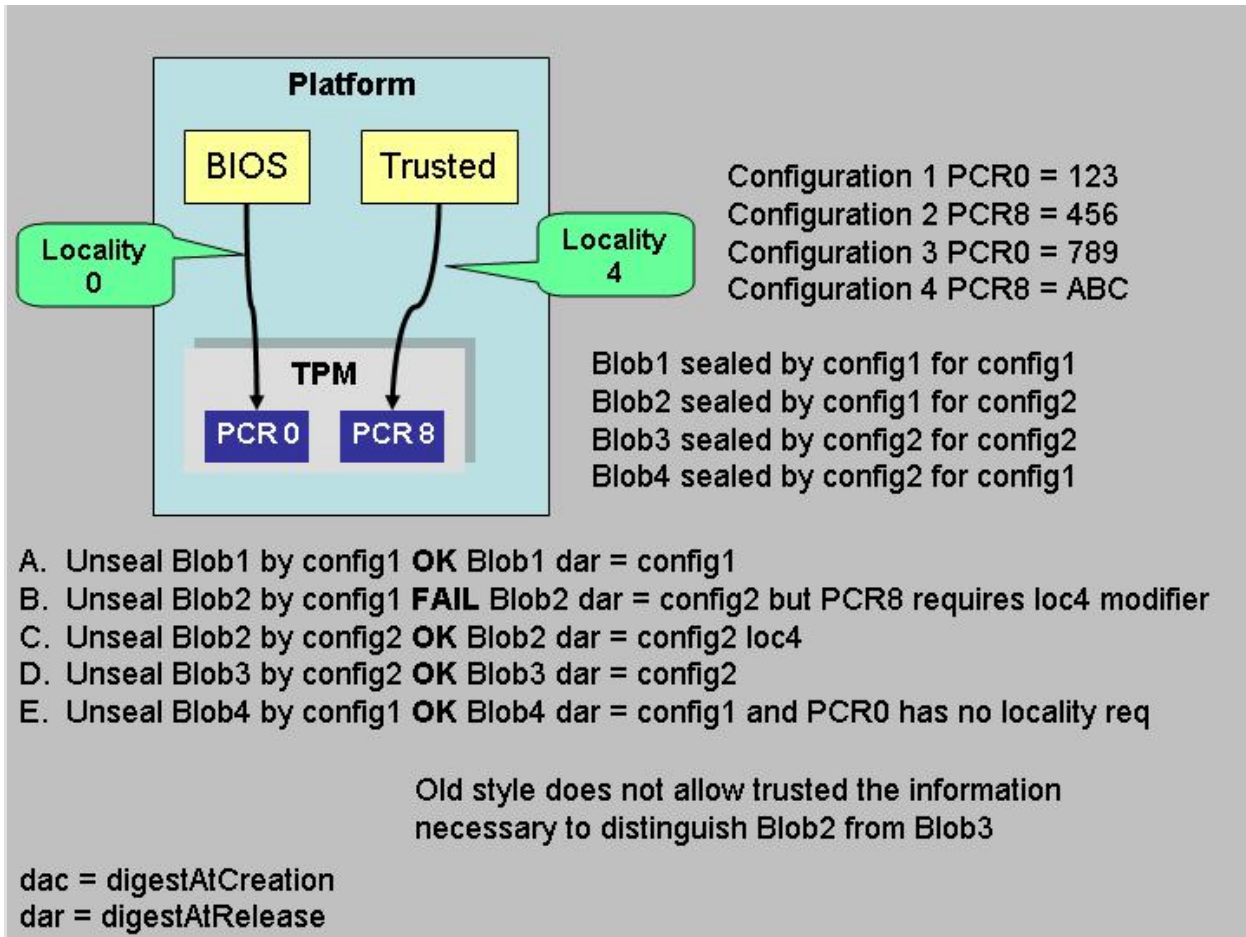 Platform
BIOS
Trusted
Locality
0
Locality
4
TPM
PCR 0
PCR 8
Configuration 1 PCR0 = 123
Configuration 2 PCR8 = 456
Configuration 3 PCR0 = 789
Configuration 4 PCR8 = ABC
Blob1 sealed by config1 for config1
Blob2 sealed by config1 for config2
Blob3 sealed by config2 for config2
Blob4 sealed by config2 for config1
A. Unseal Blob1 by config1 OK Blob1 dar = config1
B. Unseal Blob2 by config1 FAIL Blob2 dar = config2 but PCR8 requires loc4 modifier
C. Unseal Blob2 by config2 OK Blob2 dar = config2 loc4
D. Unseal Blob3 by config2 OK Blob3 dar = config2
E. Unseal Blob4 by config1 OK Blob4 dar = config1 and PCR0 has no locality req
Old style does not allow trusted the information
necessary to distinguish Blob2 from Blob3
dac = digestAtCreation
dar = digestAtRelease